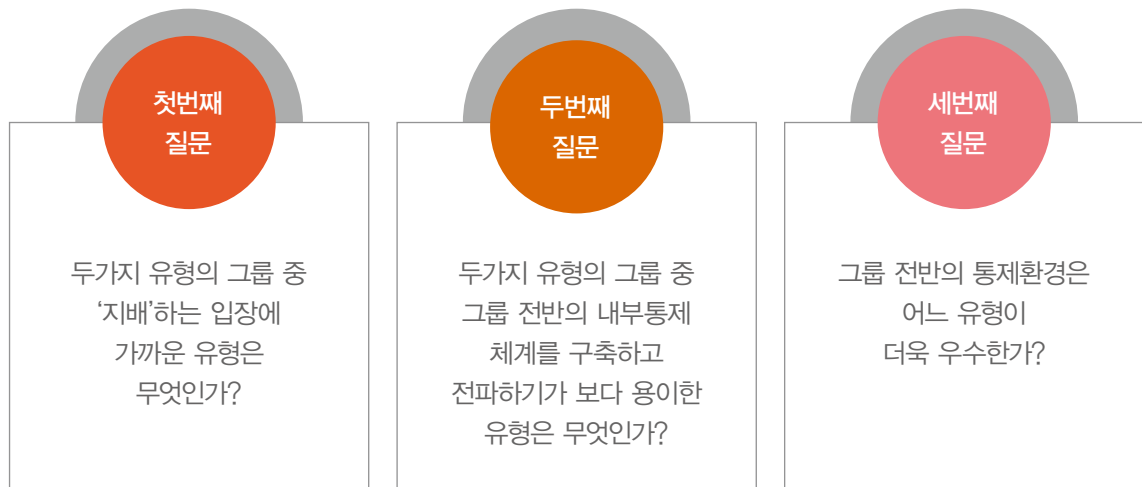 첫번째
질문
두가지 유형의 그룹 중
‘지배’하는 입장에
가까운 유형은
무엇인가?
두번째
질문
두가지 유형의 그룹 중
그룹 전반의 내부통제
체계를 구축하고
전파하기가 보다 용이한
유형은 무엇인가?
세번째
질문
그룹 전반의 통제환경은
어느 유형이
더욱 우수한가?